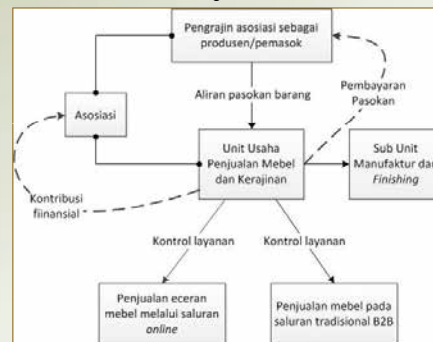 Pengrajin asosiasi sebagai
produsen/pemasok
Aliran pasokan barang
Pembayaran
Pasokan
Asosiasi
Unit Usaha
Penjualan Mebel
dan Kerajinan
Sub Unit
Manufaktur dan
Finishing
Kontribusi
fiinansial
Kontrol layanan
Kontrol layanan
Penjualan eceran
mebel melalui saluran
online
Penjualan mebel pada
saluran tradisional B2B